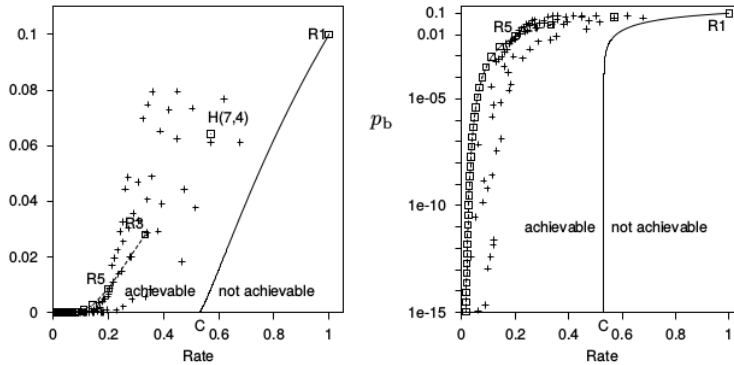 0.1
0.08
0.06
0.04
0.02
0
R1
H(7,4)
R3
R5
achievable
not achievable
0
0.2
0.4
C
0.6
0.8
1
Rate
p_b
0.1
0.01
1e-05
1e-10
1e-15
R5
R1
achievable
not achievable
0
0.2
0.4
C
0.6
0.8
1
Rate